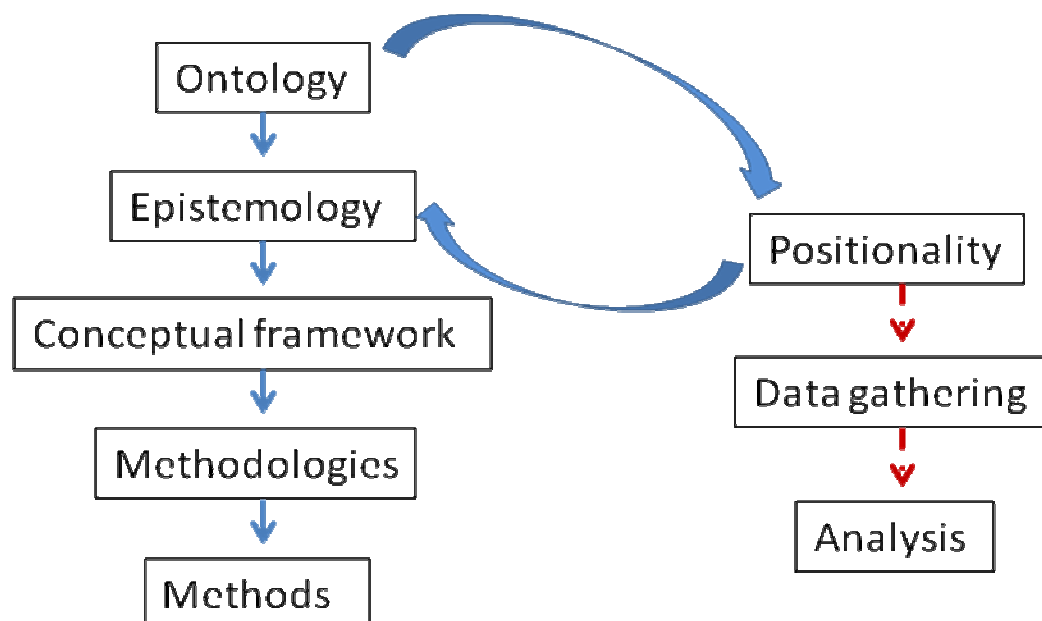 Ontology
Epistemology
Conceptual framework
Methodologies
Methods
Positionality
Data gathering
Analysis